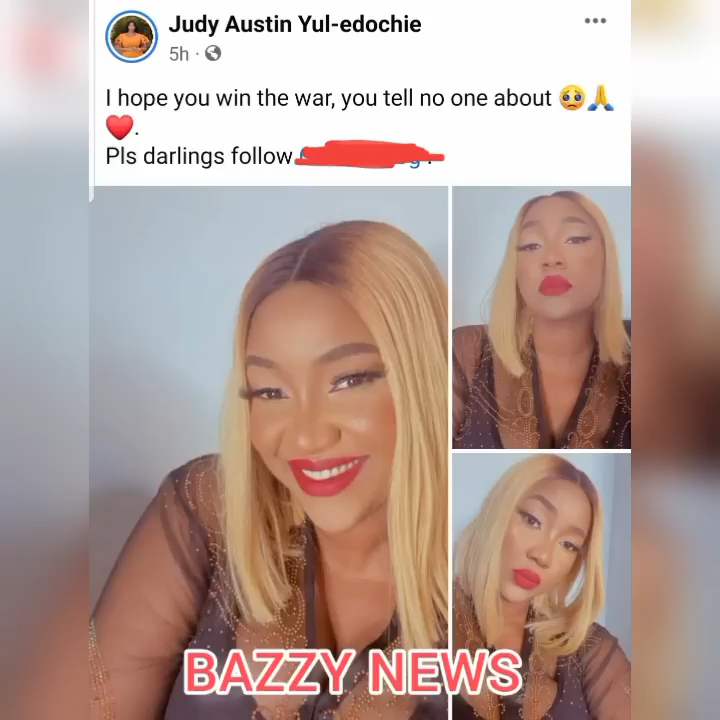 Judy Austin Yul-edochie
5h ·
I hope you win the war, you tell no one about 🥺🙏
❤️.
Pls darlings follow
BAZZY NEWS